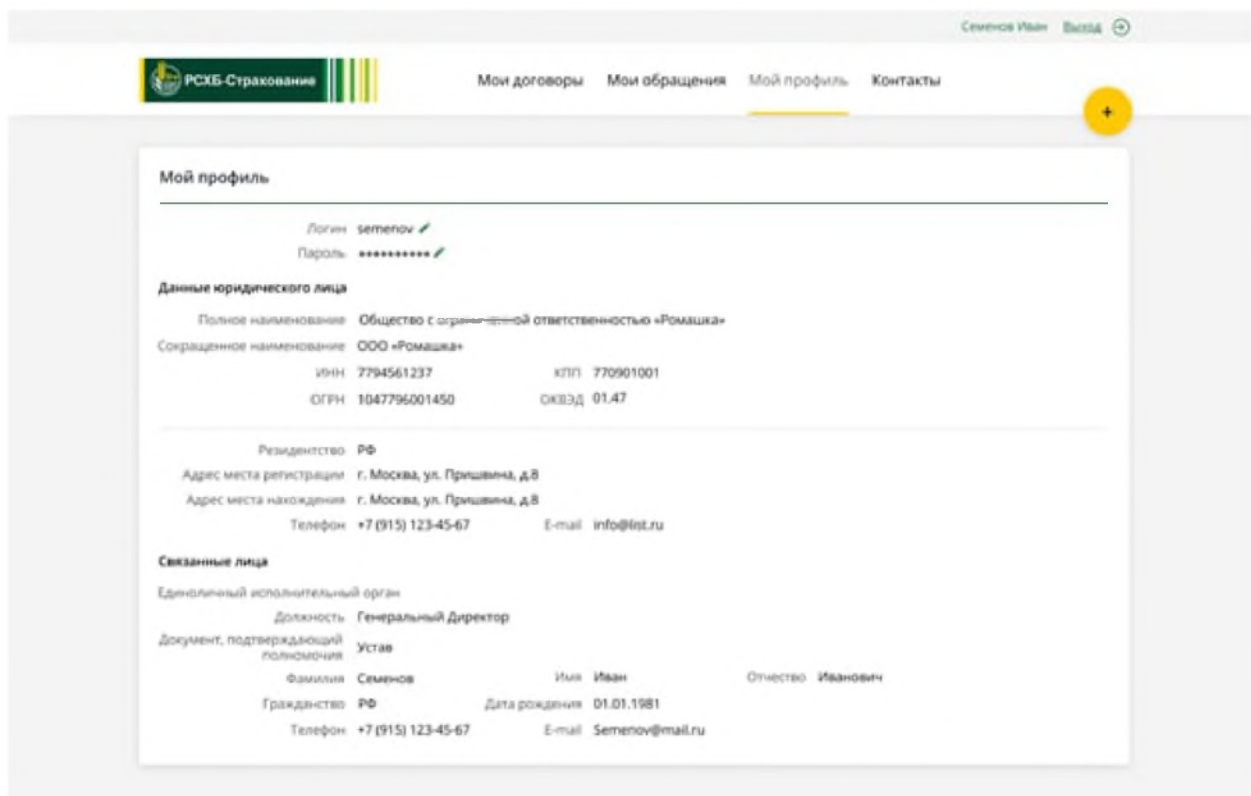 Семенов Иван Выход
РСХБ-Страхование
Мои договоры Мои обращения Мой профиль Контакты
+
Мой профиль
Логин semenov
Пароль **********
Данные юридического лица
Полное наименование Общество с ответственностью «Ромашка»
Сокращенное наименование ООО «Ромашка»
ИНН 7794561237 КПП 770901001
ОГРН 1047796001450 ОКВЭД 01.47
Резидентство РФ
Адрес места регистрации г. Москва, ул. Пришвина, д.8
Адрес места нахождения г. Москва, ул. Пришвина, д.8
Телефон +7 (915) 123-45-67 E-mail info@list.ru
Связанные лица
Единоличный исполнительный орган
Должность Генеральный Директор
Документ, подтверждающий
полномочия Устав
Фамилия Семенов Имя Иван Отчество Иванович
Гражданство РФ Дата рождения 01.01.1981
Телефон +7 (915) 123-45-67 E-mail Semenov@mail.ru